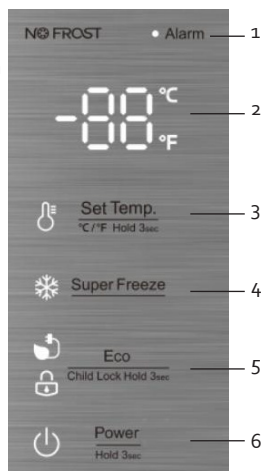 NO FROST
Alarm
1
-88 °C
°F
2
Set Temp.
°C/°F Hold 3sec
3
Super Freeze
4
Eco
Child Lock Hold 3sec
5
Power
Hold 3sec
6